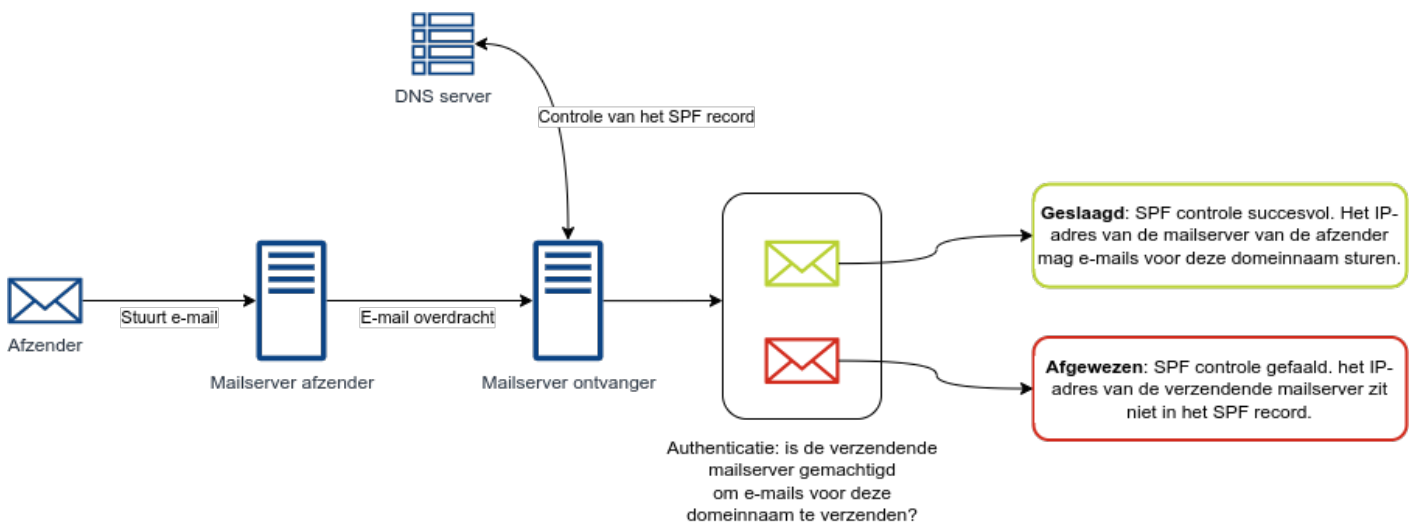 DNS server
Controle van het SPF record
Afzender
Stuurt e-mail
Mailserver afzender
E-mail overdracht
Mailserver ontvanger
Authenticatie: is de verzendende
mailserver gemachtigd
om e-mails voor deze
domeinnaam te verzenden?
Geslaagd: SPF controle succesvol. Het IP-
adres van de mailserver van de afzender
mag e-mails voor deze domeinnaam sturen.
Afgewezen: SPF controle gefaald. het IP-
adres van de verzendende mailserver zit
niet in het SPF record.